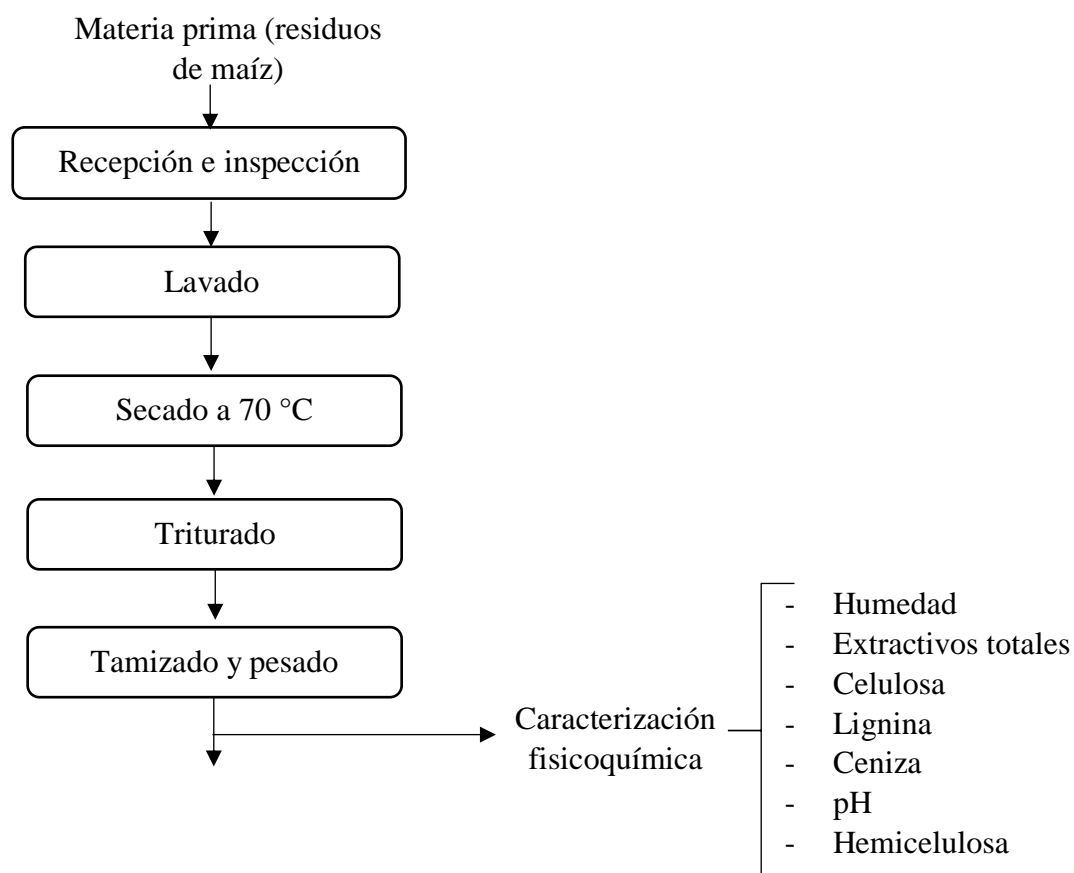 Materia prima (residuos
de maíz)
Recepción e inspección
Lavado
Secado a 70 °C
Triturado
Tamizado y pesado
Caracterización
fisicoquímica
- Humedad
- Extractivos totales
- Celulosa
- Lignina
- Ceniza
- pH
- Hemicelulosa